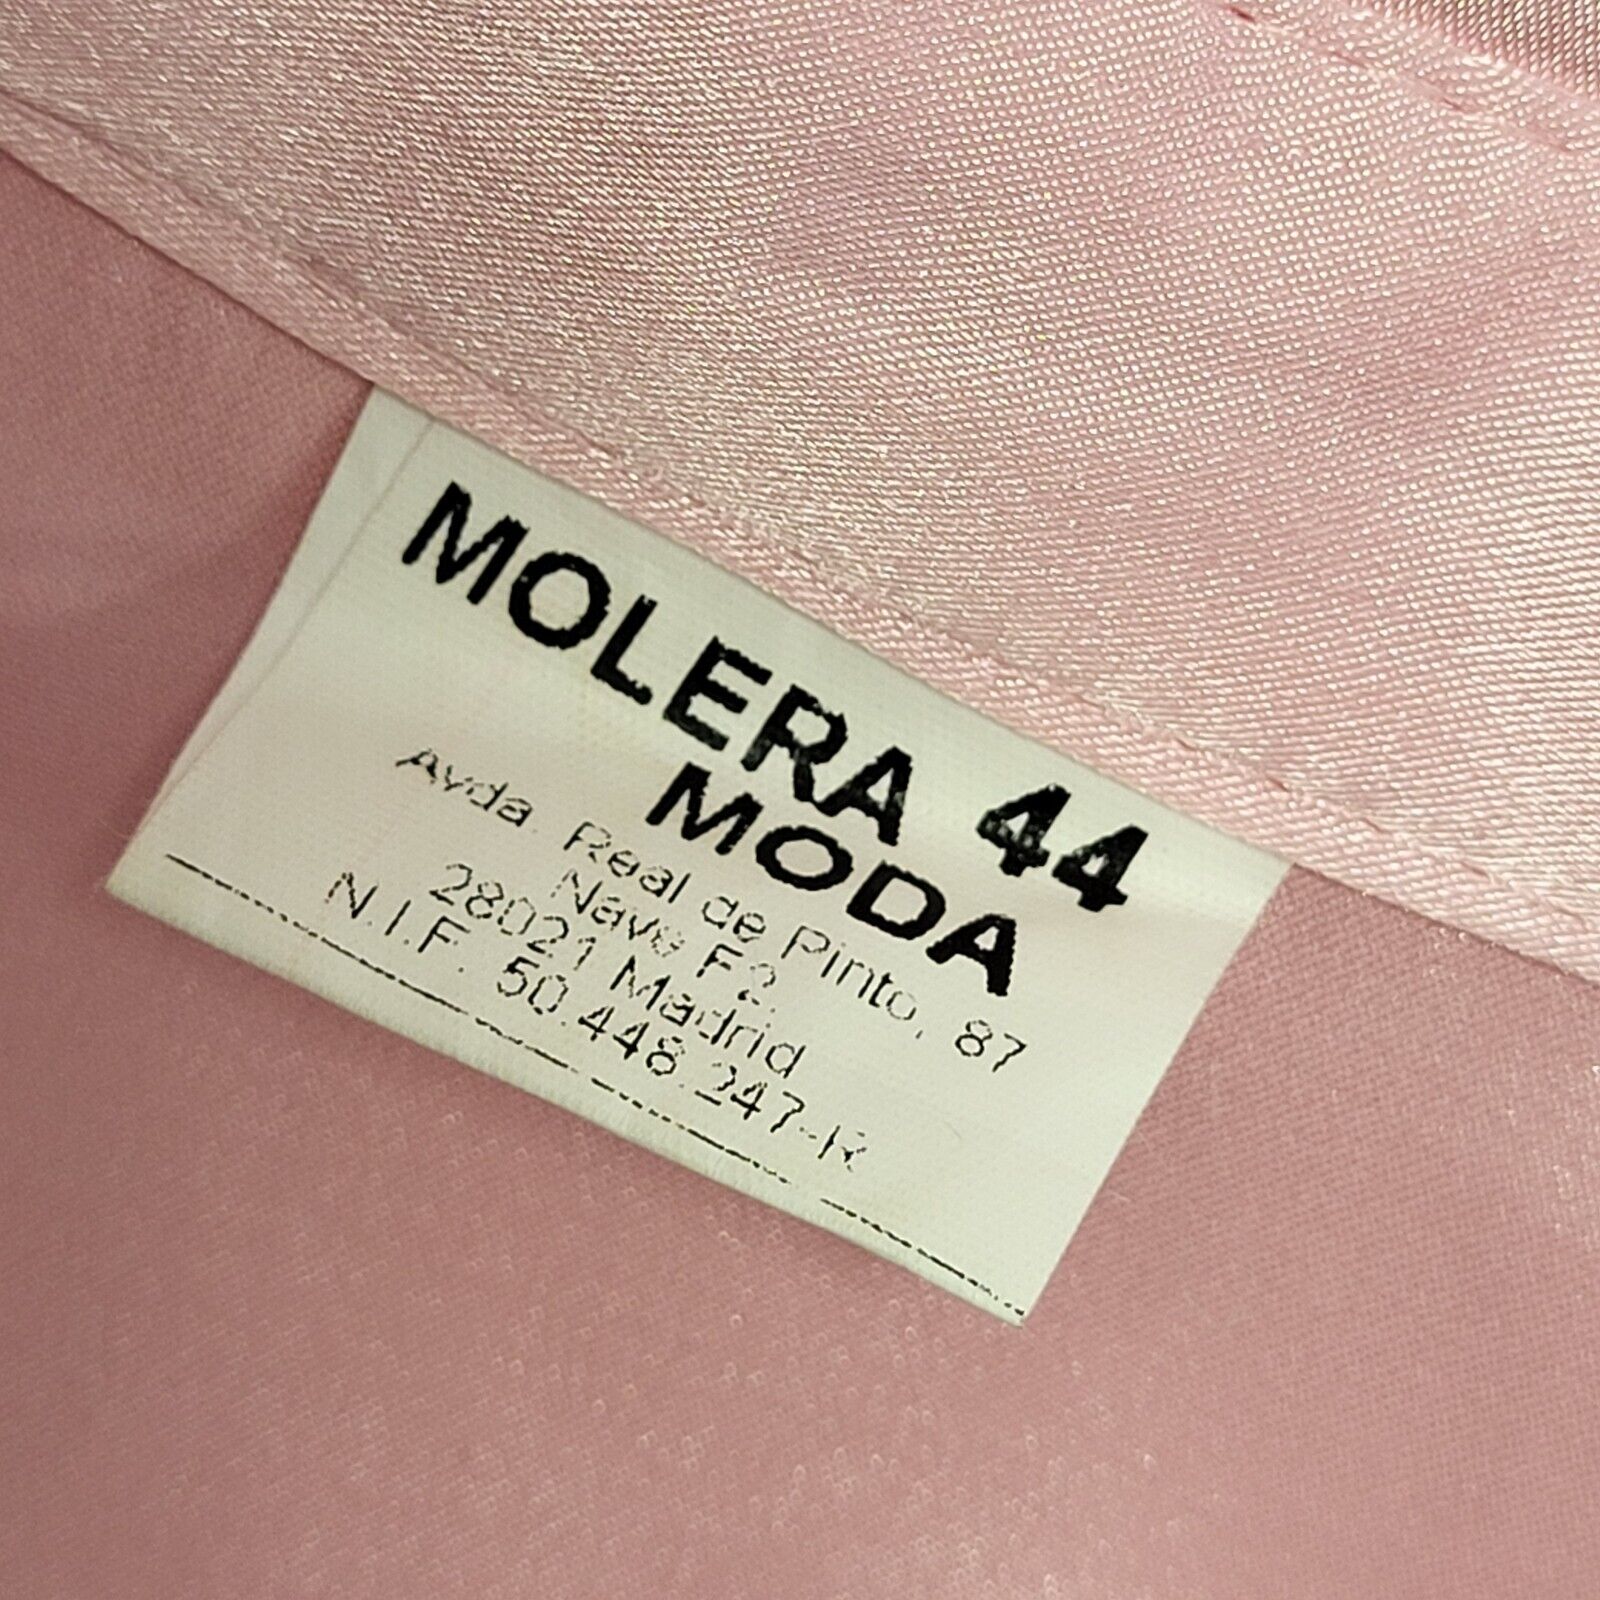 MOLERA 44
MODA
Avda. Real de Pinto, 87
Nave F2.
28021 Madrid
N.I.F. 50.448.247-R